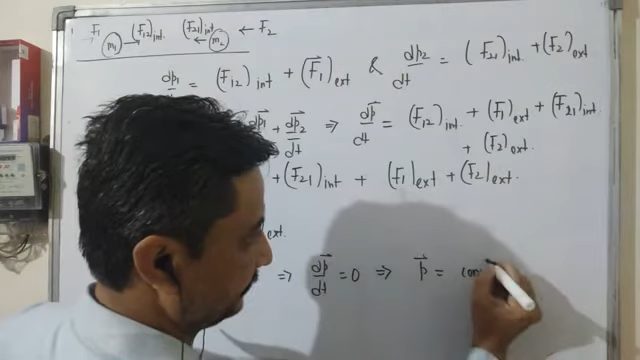 → F₁ (F₁₂)int (F₂₁)int ← F₂
m₁ → ← m₂
dp₁/dt = (F₁₂)int + (F₁)ext & dp₂/dt = (F₂₁)int + (F₂)ext
dp₁ + dp₂/dt ⇒ dp/dt = (F₁₂)int + (F₁)ext + (F₂₁)int
+ (F₂)ext.
+ (F₂₁)int + (F₁)ext + (F₂)ext.
ext.
⇒ dp/dt = 0 ⇒ p = con